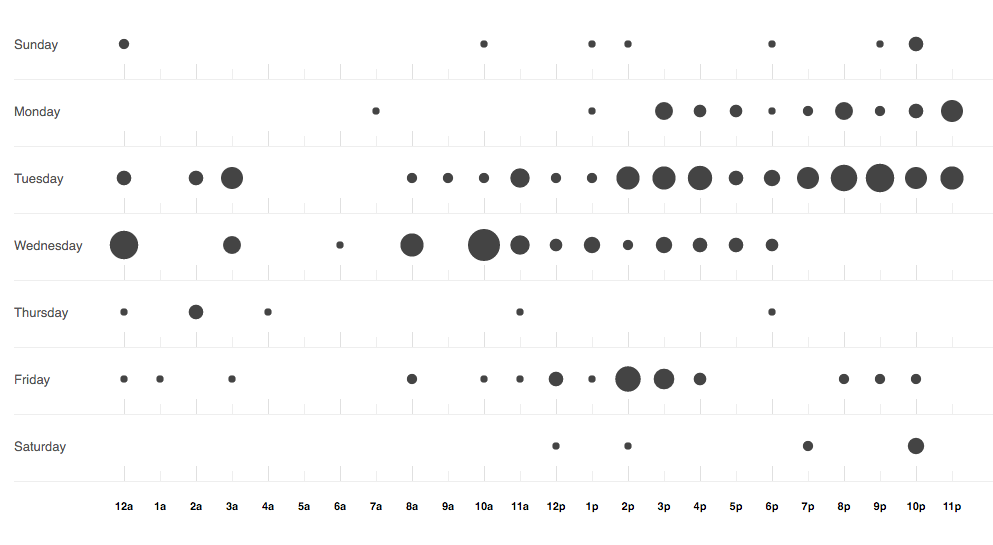 Sunday
Monday
Tuesday
Wednesday
Thursday
Friday
Saturday
12a 1a 2a 3a 4a 5a 6a 7a 8a 9a 10a 11a 12p 1p 2p 3p 4p 5p 6p 7p 8p 9p 10p 11p